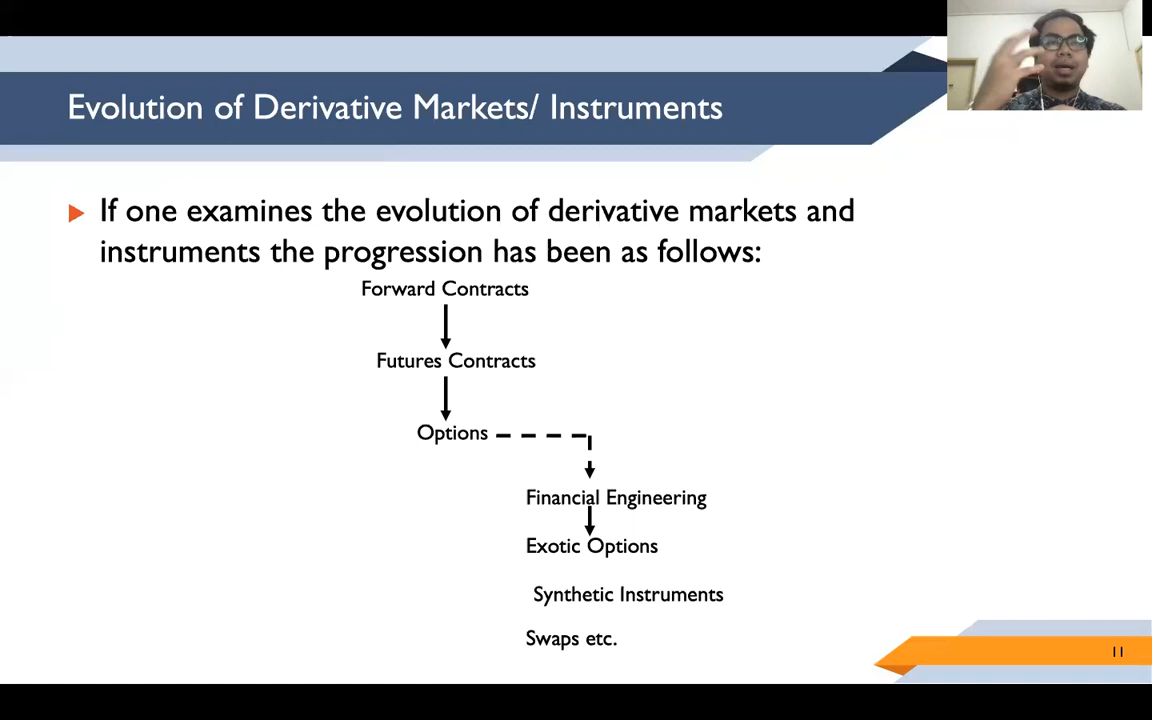 Evolution of Derivative Markets/ Instruments
If one examines the evolution of derivative markets and
instruments the progression has been as follows:
Forward Contracts
Futures Contracts
Options
Financial Engineering
Exotic Options
Synthetic Instruments
Swaps etc.
11